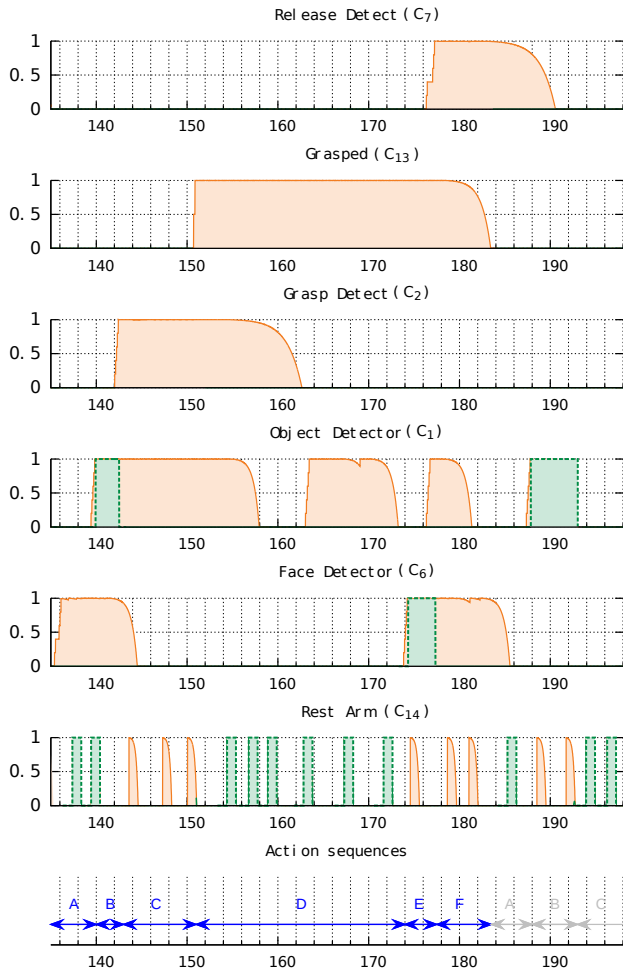 Release Detect (C7)
1
0.5
0
140 150 160 170 180 190
Grasped (C13)
1
0.5
0
140 150 160 170 180 190
Grasp Detect (C2)
1
0.5
0
140 150 160 170 180 190
Object Detector (C1)
1
0.5
0
140 150 160 170 180 190
Face Detector (C6)
1
0.5
0
140 150 160 170 180 190
Rest Arm (C14)
1
0.5
0
140 150 160 170 180 190
Action sequences
A B C D E F A B C
140 150 160 170 180 190